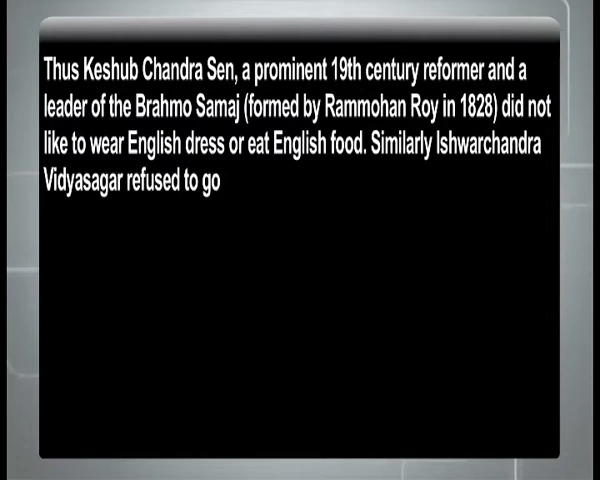 Thus Keshub Chandra Sen, a prominent 19th century reformer and a
leader of the Brahmo Samaj (formed by Rammohan Roy in 1828) did not
like to wear English dress or eat English food. Similarly Ishwarchandra
Vidyasagar refused to go